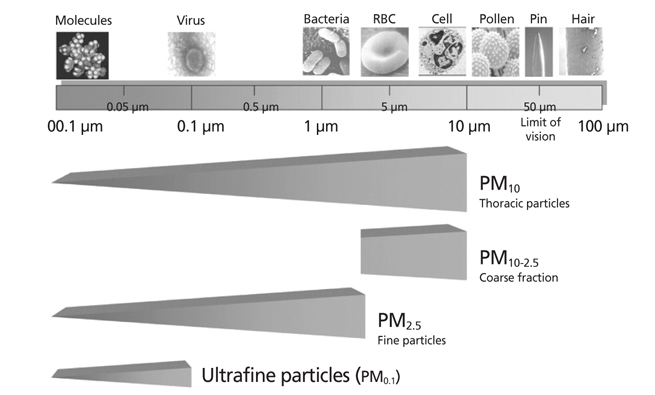 Molecules Virus Bacteria RBC Cell Pollen Pin Hair
0.05 µm 0.5 µm 5 µm 50 µm
00.1 µm 0.1 µm 1 µm 10 µm Limit of vision 100 µm
PM10
Thoracic particles
PM10-2.5
Coarse fraction
PM2.5
Fine particles
Ultrafine particles (PM0.1)